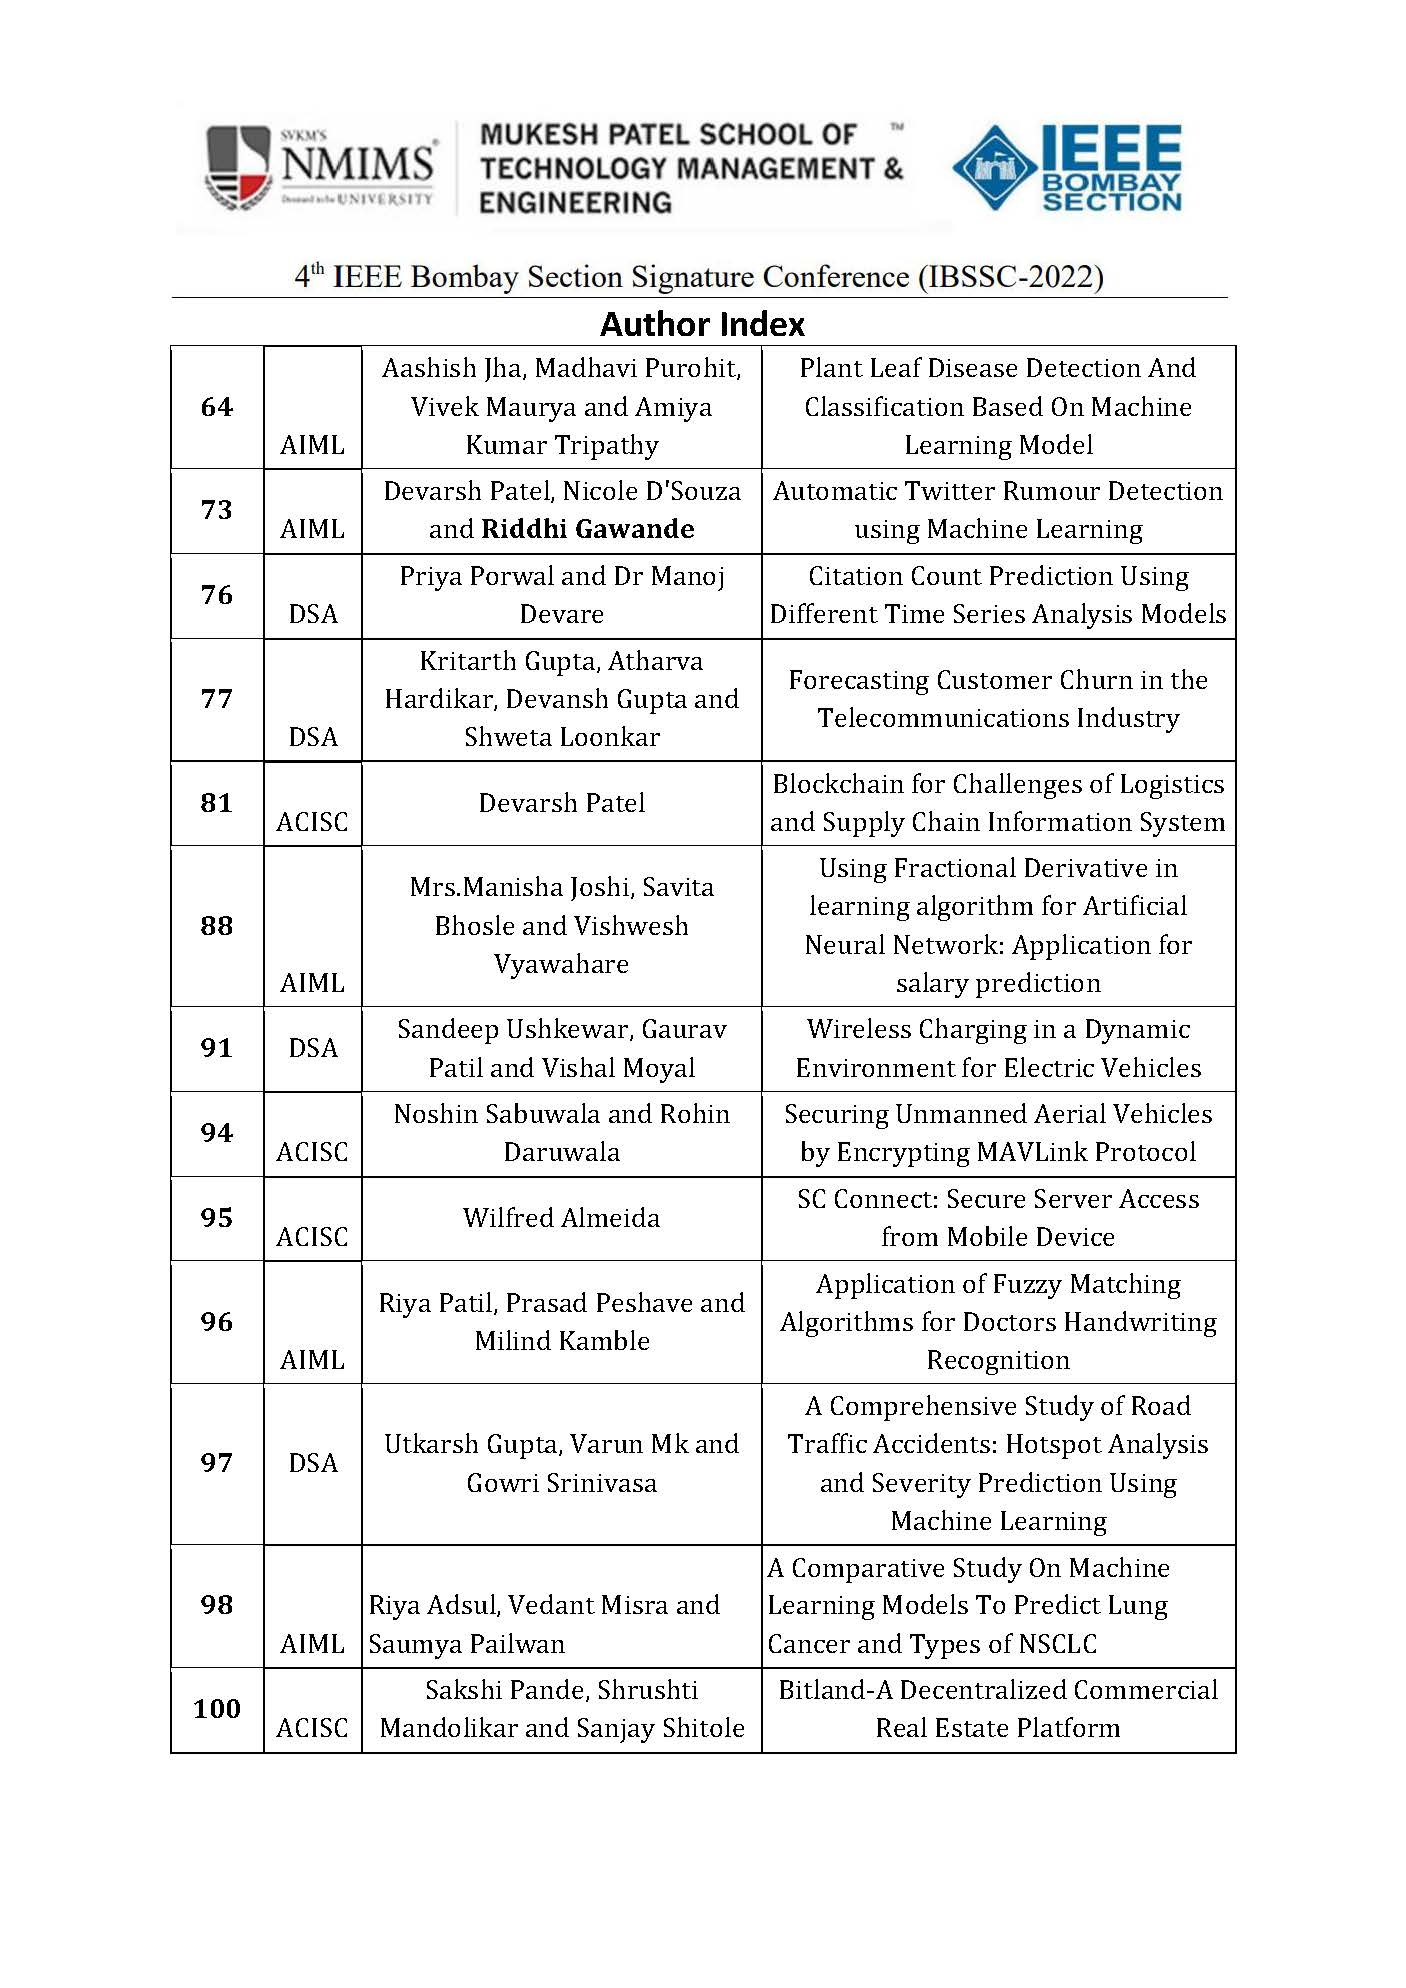 SVKM'S
NMIMS®
Deemed to be UNIVERSITY
MUKESH PATEL SCHOOL OF ™
TECHNOLOGY MANAGEMENT &
ENGINEERING
IEEE
BOMBAY
SECTION
4th IEEE Bombay Section Signature Conference (IBSSC-2022)
Author Index
64
AIML
Aashish Jha, Madhavi Purohit,
Vivek Maurya and Amiya
Kumar Tripathy
Plant Leaf Disease Detection And
Classification Based On Machine
Learning Model
73
AIML
Devarsh Patel, Nicole D'Souza
and Riddhi Gawande
Automatic Twitter Rumour Detection
using Machine Learning
76
DSA
Priya Porwal and Dr Manoj
Devare
Citation Count Prediction Using
Different Time Series Analysis Models
77
DSA
Kritarth Gupta, Atharva
Hardikar, Devansh Gupta and
Shweta Loonkar
Forecasting Customer Churn in the
Telecommunications Industry
81
ACISC
Devarsh Patel
Blockchain for Challenges of Logistics
and Supply Chain Information System
88
AIML
Mrs.Manisha Joshi, Savita
Bhosle and Vishwesh
Vyawahare
Using Fractional Derivative in
learning algorithm for Artificial
Neural Network: Application for
salary prediction
91
DSA
Sandeep Ushkewar, Gaurav
Patil and Vishal Moyal
Wireless Charging in a Dynamic
Environment for Electric Vehicles
94
ACISC
Noshin Sabuwala and Rohin
Daruwala
Securing Unmanned Aerial Vehicles
by Encrypting MAVLink Protocol
95
ACISC
Wilfred Almeida
SC Connect: Secure Server Access
from Mobile Device
96
AIML
Riya Patil, Prasad Peshave and
Milind Kamble
Application of Fuzzy Matching
Algorithms for Doctors Handwriting
Recognition
97
DSA
Utkarsh Gupta, Varun Mk and
Gowri Srinivasa
A Comprehensive Study of Road
Traffic Accidents: Hotspot Analysis
and Severity Prediction Using
Machine Learning
98
AIML
Riya Adsul, Vedant Misra and
Saumya Pailwan
A Comparative Study On Machine
Learning Models To Predict Lung
Cancer and Types of NSCLC
100
ACISC
Sakshi Pande, Shrushti
Mandolikar and Sanjay Shitole
Bitland-A Decentralized Commercial
Real Estate Platform